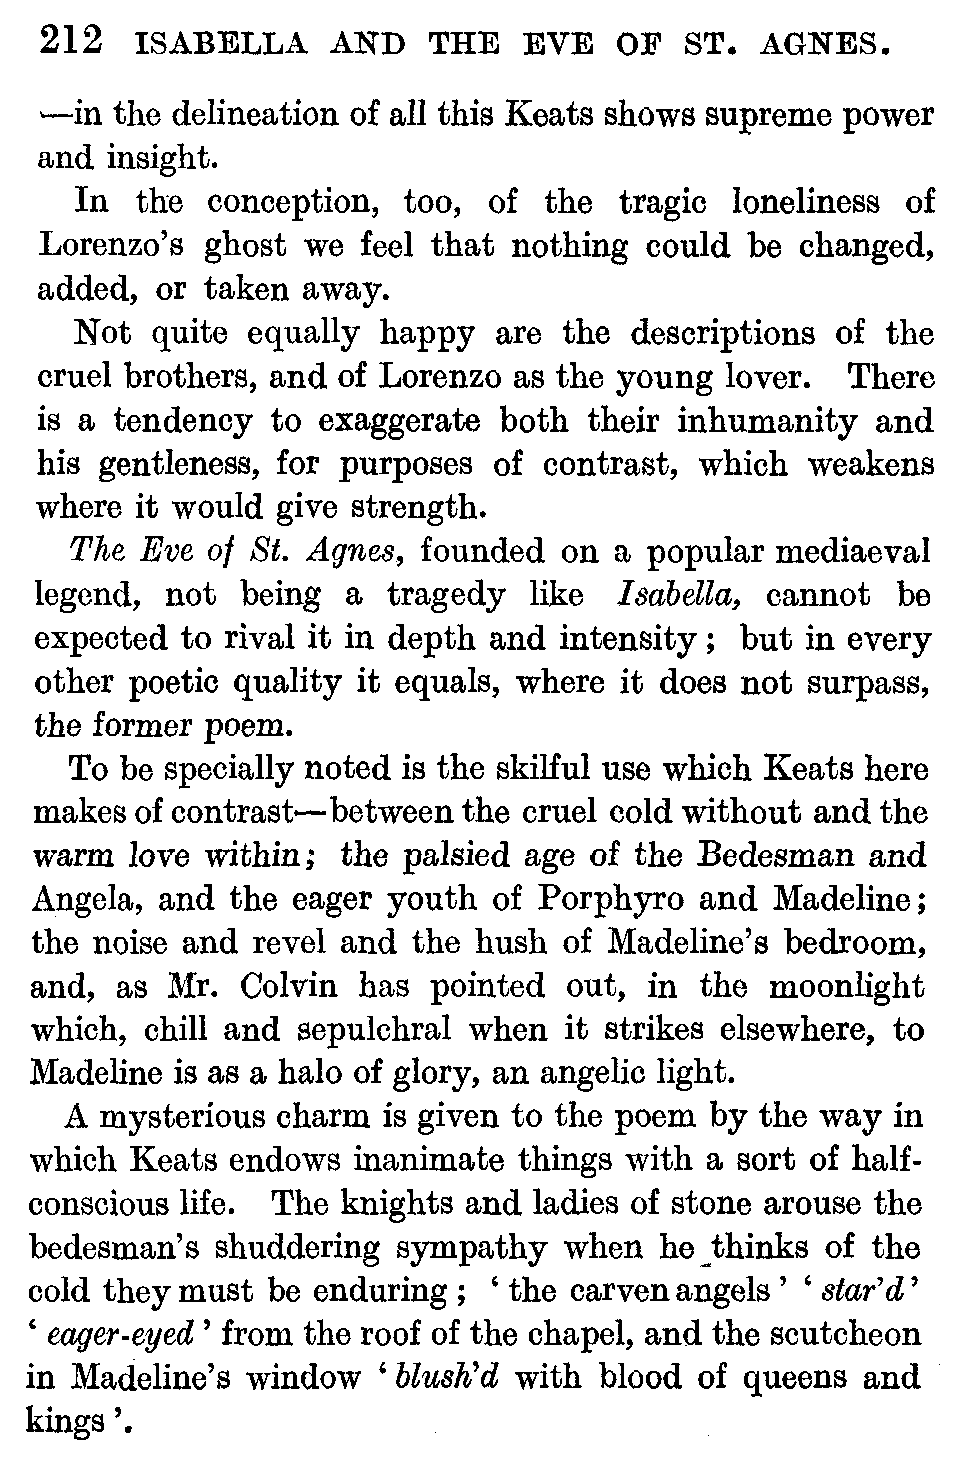 212 ISABELLA AND THE EVE OF ST. AGNES.
—in the delineation of all this Keats shows supreme power
and insight.
In the conception, too, of the tragic loneliness of
Lorenzo's ghost we feel that nothing could be changed,
added, or taken away.
Not quite equally happy are the descriptions of the
cruel brothers, and of Lorenzo as the young lover. There
is a tendency to exaggerate both their inhumanity and
his gentleness, for purposes of contrast, which weakens
where it would give strength.
The Eve of St. Agnes, founded on a popular mediaeval
legend, not being a tragedy like Isabella, cannot be
expected to rival it in depth and intensity; but in every
other poetic quality it equals, where it does not surpass,
the former poem.
To be specially noted is the skilful use which Keats here
makes of contrast—between the cruel cold without and the
warm love within; the palsied age of the Bedesman and
Angela, and the eager youth of Porphyro and Madeline;
the noise and revel and the hush of Madeline's bedroom,
and, as Mr. Colvin has pointed out, in the moonlight
which, chill and sepulchral when it strikes elsewhere, to
Madeline is as a halo of glory, an angelic light.
A mysterious charm is given to the poem by the way in
which Keats endows inanimate things with a sort of half-
conscious life. The knights and ladies of stone arouse the
bedesman's shuddering sympathy when he thinks of the
cold they must be enduring; ‘the carven angels’ ‘star'd’
‘eager-eyed’ from the roof of the chapel, and the scutcheon
in Madeline's window ‘blush'd with blood of queens and
kings’.